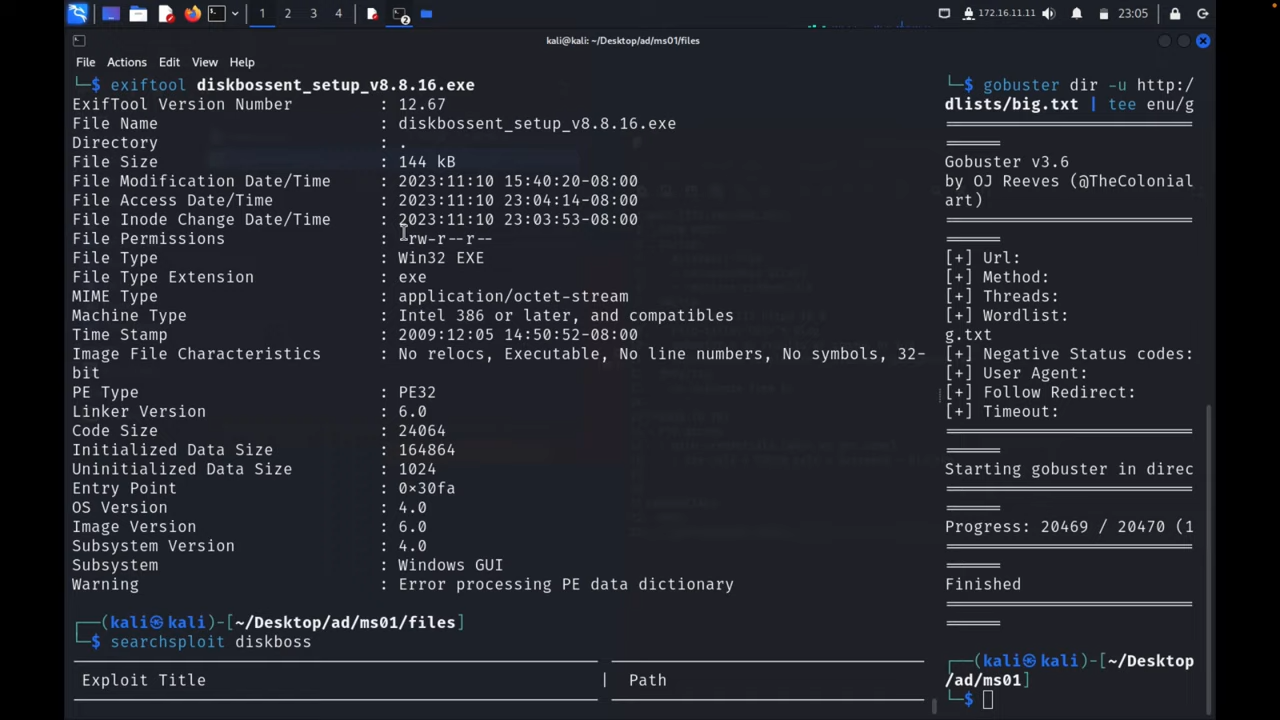 1 2 3 4 2 172.16.11.11 23:05
kali@kali: ~/Desktop/ad/ms01/files
File Actions Edit View Help
└─$ exiftool diskbossent_setup_v8.8.16.exe
ExifTool Version Number : 12.67
File Name : diskbossent_setup_v8.8.16.exe
Directory : .
File Size : 144 kB
File Modification Date/Time : 2023:11:10 15:40:20-08:00
File Access Date/Time : 2023:11:10 23:04:14-08:00
File Inode Change Date/Time : 2023:11:10 23:03:53-08:00
File Permissions : -rw-r--r--
File Type : Win32 EXE
File Type Extension : exe
MIME Type : application/octet-stream
Machine Type : Intel 386 or later, and compatibles
Time Stamp : 2009:12:05 14:50:52-08:00
Image File Characteristics : No relocs, Executable, No line numbers, No symbols, 32-
bit
PE Type : PE32
Linker Version : 6.0
Code Size : 24064
Initialized Data Size : 164864
Uninitialized Data Size : 1024
Entry Point : 0×30fa
OS Version : 4.0
Image Version : 6.0
Subsystem Version : 4.0
Subsystem : Windows GUI
Warning : Error processing PE data dictionary
┌──(kali㉿kali)-[~/Desktop/ad/ms01/files]
└─$ searchsploit diskboss
Exploit Title | Path
└─$ gobuster dir -u http:/
dlists/big.txt | tee enu/g
Gobuster v3.6
by OJ Reeves (@TheColonial
art)
[+] Url:
[+] Method:
[+] Threads:
[+] Wordlist:
g.txt
[+] Negative Status codes:
[+] User Agent:
[+] Follow Redirect:
[+] Timeout:
Starting gobuster in direc
Progress: 20469 / 20470 (1
Finished
┌──(kali㉿kali)-[~/Desktop
/ad/ms01]
└─$